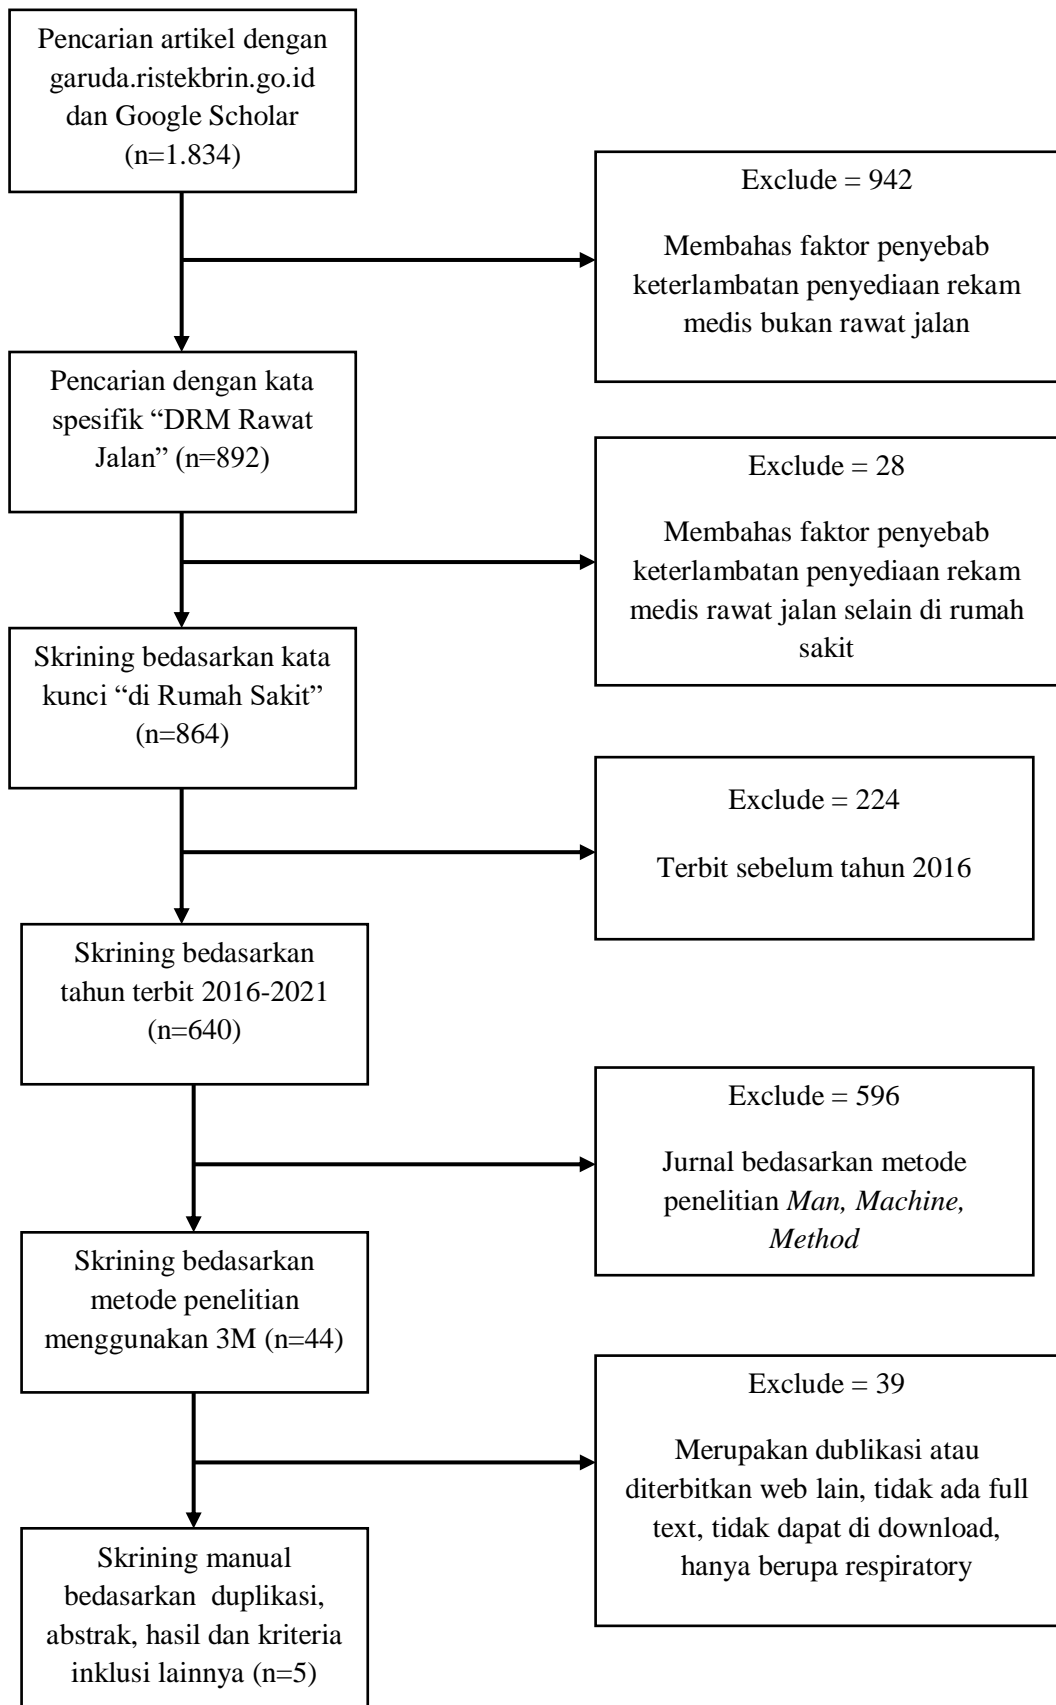 Pencarian artikel dengan
garuda.ristekbrin.go.id
dan Google Scholar
(n=1.834)
Exclude = 942
Membahas faktor penyebab
keterlambatan penyediaan rekam
medis bukan rawat jalan
Pencarian dengan kata
spesifik “DRM Rawat
Jalan” (n=892)
Exclude = 28
Membahas faktor penyebab
keterlambatan penyediaan rekam
medis rawat jalan selain di rumah
sakit
Skrining bedasarkan kata
kunci “di Rumah Sakit”
(n=864)
Exclude = 224
Terbit sebelum tahun 2016
Skrining bedasarkan
tahun terbit 2016-2021
(n=640)
Exclude = 596
Jurnal bedasarkan metode
penelitian Man, Machine,
Method
Skrining bedasarkan
metode penelitian
menggunakan 3M (n=44)
Exclude = 39
Merupakan dublikasi atau
diterbitkan web lain, tidak ada full
text, tidak dapat di download,
hanya berupa respiratory
Skrining manual
bedasarkan  duplikasi,
abstrak, hasil dan kriteria
inklusi lainnya (n=5)